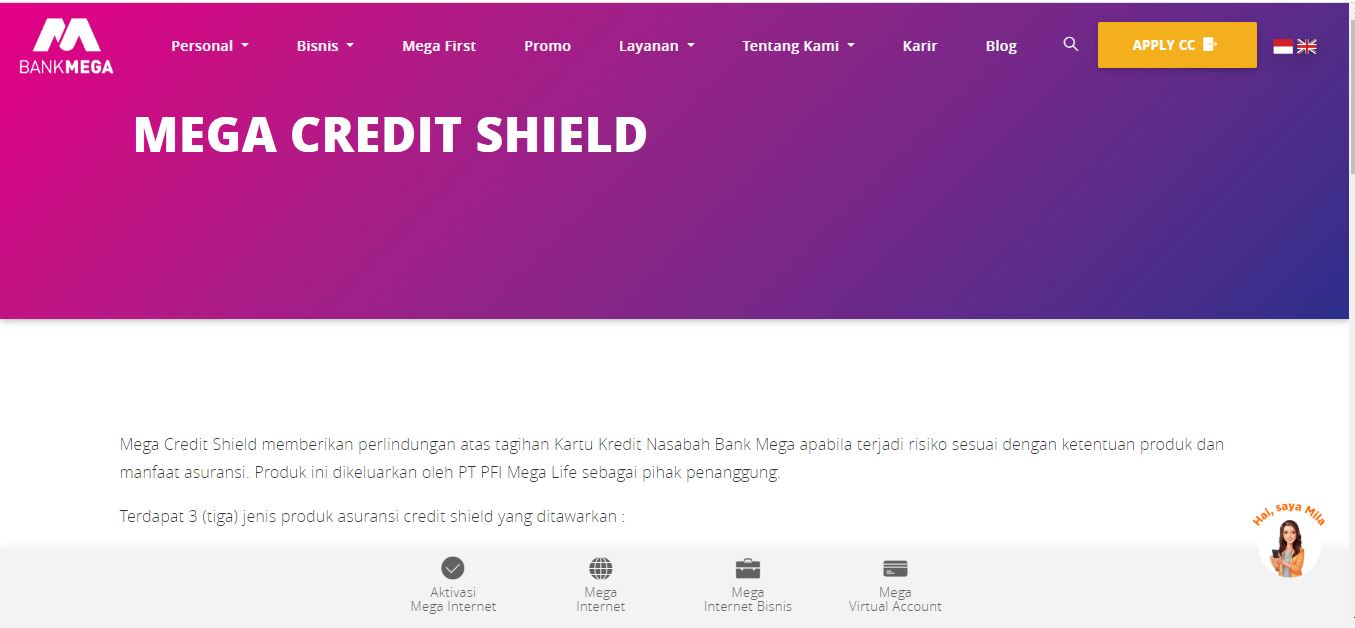 BANKMEGA
Personal
Bisnis
Mega First
Promo
Layanan
Tentang Kami
Karir
Blog
APPLY CC
MEGA CREDIT SHIELD
Mega Credit Shield memberikan perlindungan atas tagihan Kartu Kredit Nasabah Bank Mega apabila terjadi risiko sesuai dengan ketentuan produk dan
manfaat asuransi. Produk ini dikeluarkan oleh PT PFI Mega Life sebagai pihak penanggung.
Terdapat 3 (tiga) jenis produk asuransi credit shield yang ditawarkan :
Hai, saya Mila
Aktivasi
Mega Internet
Mega
Internet
Mega
Internet Bisnis
Mega
Virtual Account